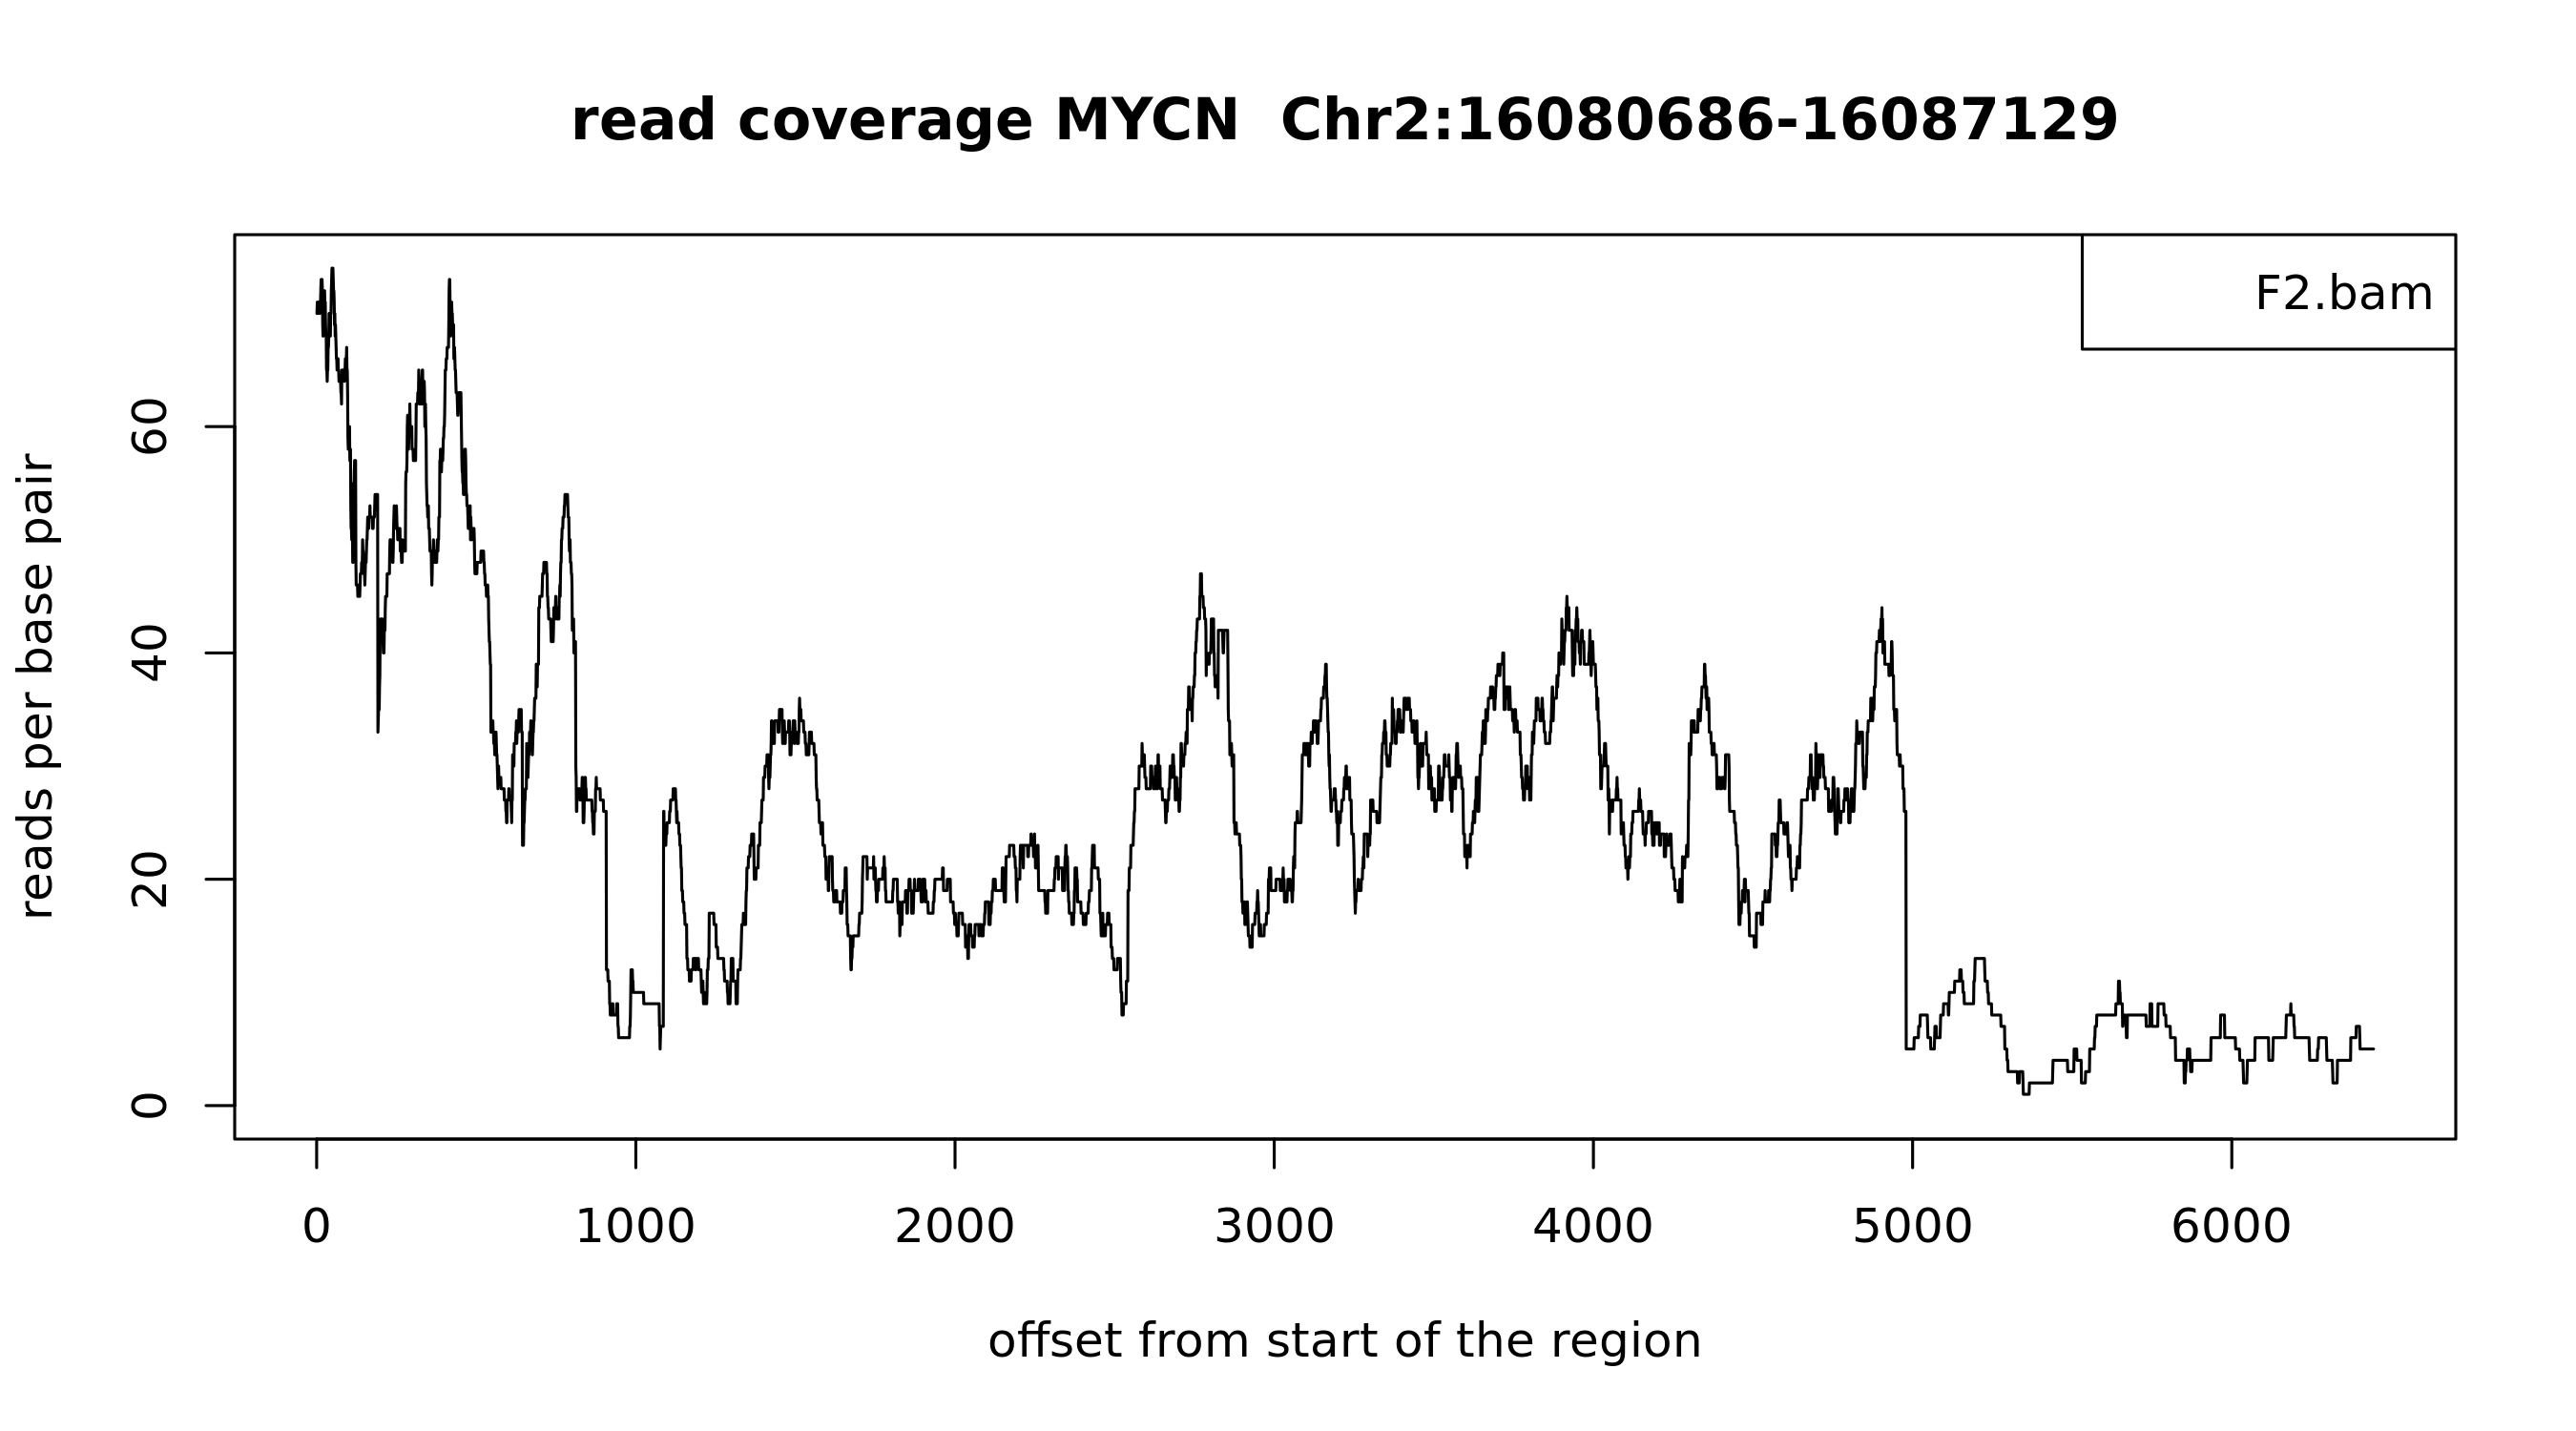 read coverage MYCN  Chr2:16080686-16087129
F2.bam
reads per base pair
60
40
20
0
0 1000 2000 3000 4000 5000 6000
offset from start of the region